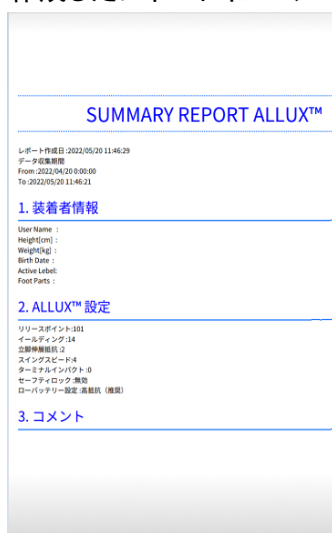 SUMMARY REPORT ALLUX™
レポート作成日:2022/05/20 11:46:29
データ収集期間
From :2022/04/20 0:00:00
To :2022/05/20 11:46:21
1. 装着者情報
User Name :
Height[cm] :
Weight[kg] :
Birth Date :
Active Lebel:
Foot Parts :
2. ALLUX™ 設定
リリースポイント:101
イールディング:14
立脚伸展抵抗:2
スイングスピード:4
ターミナルインパクト:0
セーフティロック:無効
ローバッテリー設定:高抵抗（推奨）
3. コメント